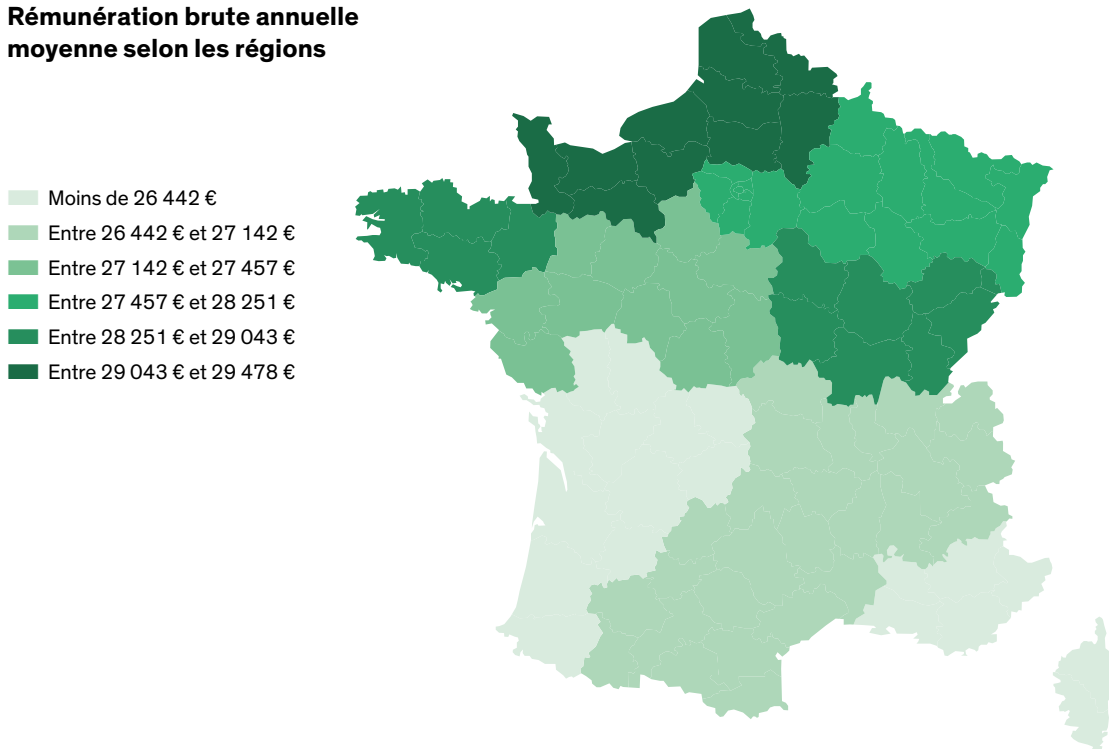 Rémunération brute annuelle
moyenne selon les régions
Moins de 26 442 €
Entre 26 442 € et 27 142 €
Entre 27 142 € et 27 457 €
Entre 27 457 € et 28 251 €
Entre 28 251 € et 29 043 €
Entre 29 043 € et 29 478 €